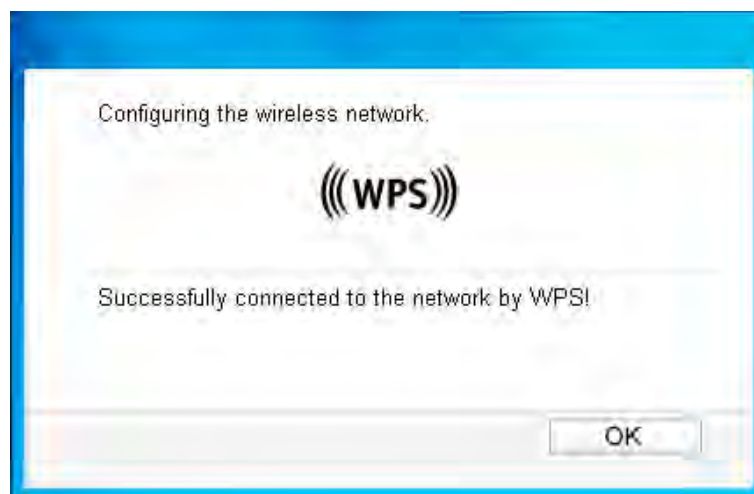 Configuring the wireless network.
WPS
Successfully connected to the network by WPS!
OK